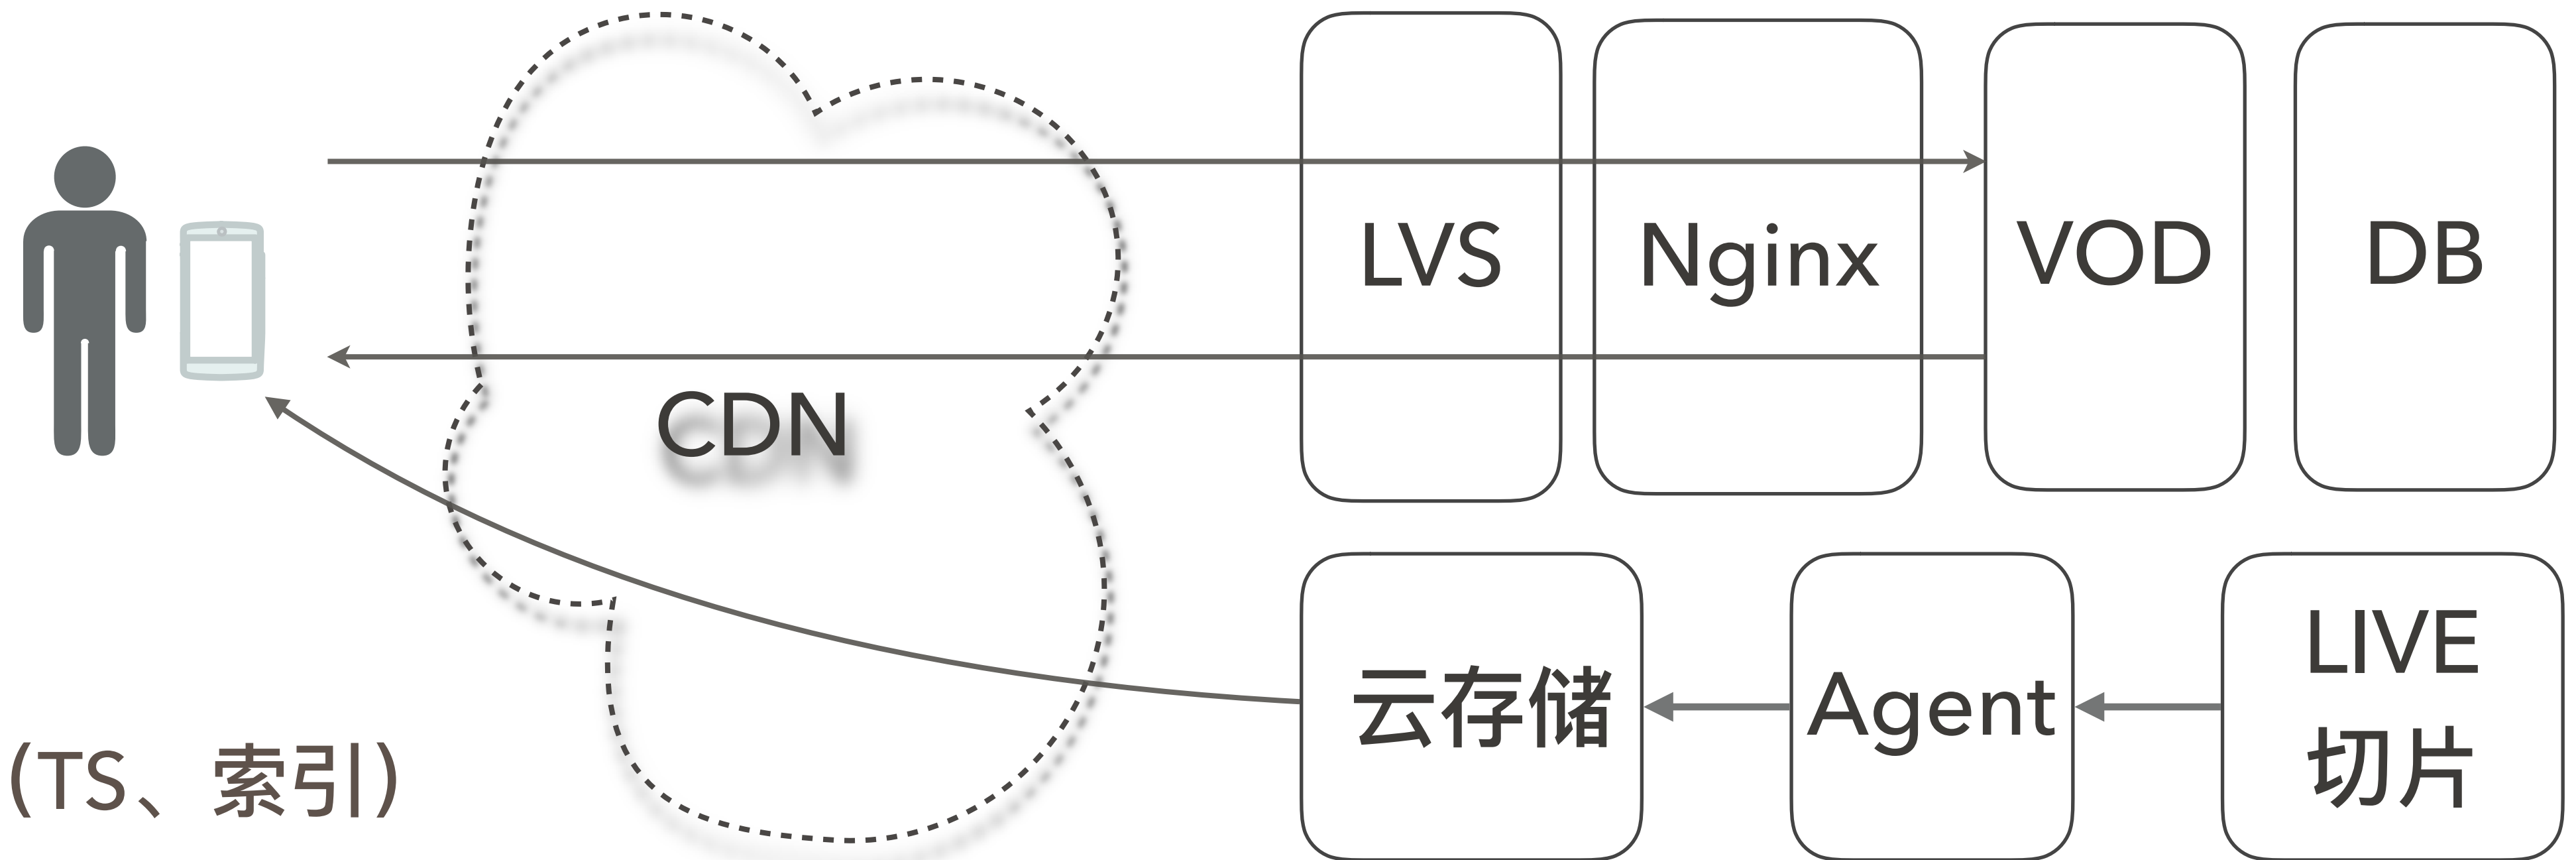 LVS
Nginx
VOD
DB
CDN
云存储
Agent
LIVE
切片
(TS、索引)